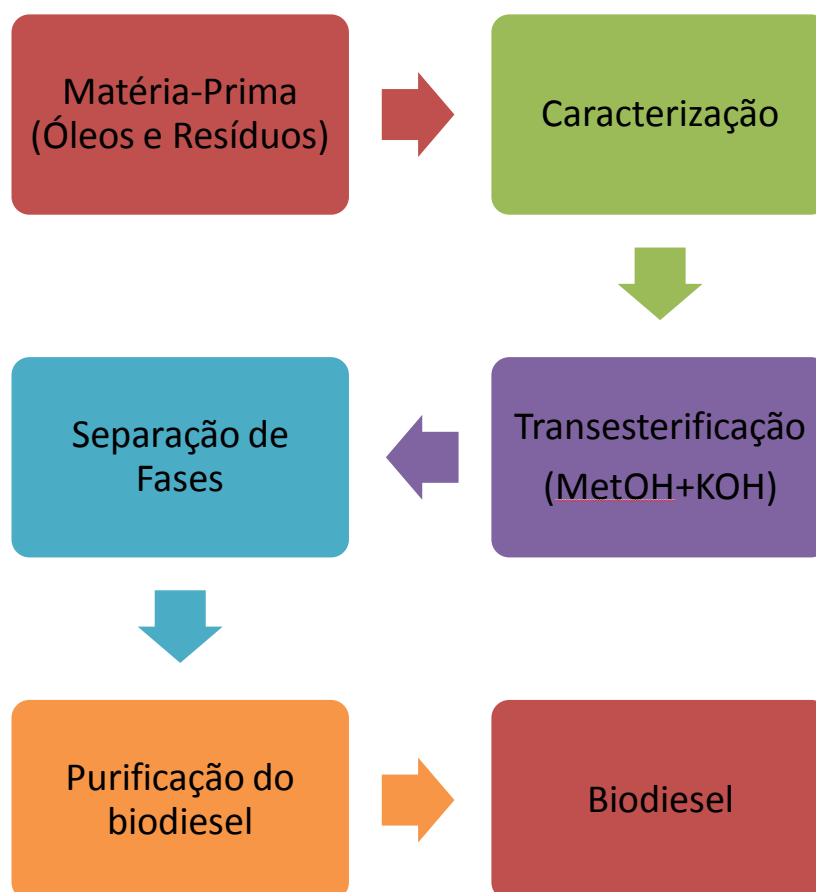 Matéria-Prima
(Óleos e Resíduos)
Caracterização
Transesterificação
(MetOH+KOH)
Separação de
Fases
Purificação do
biodiesel
Biodiesel